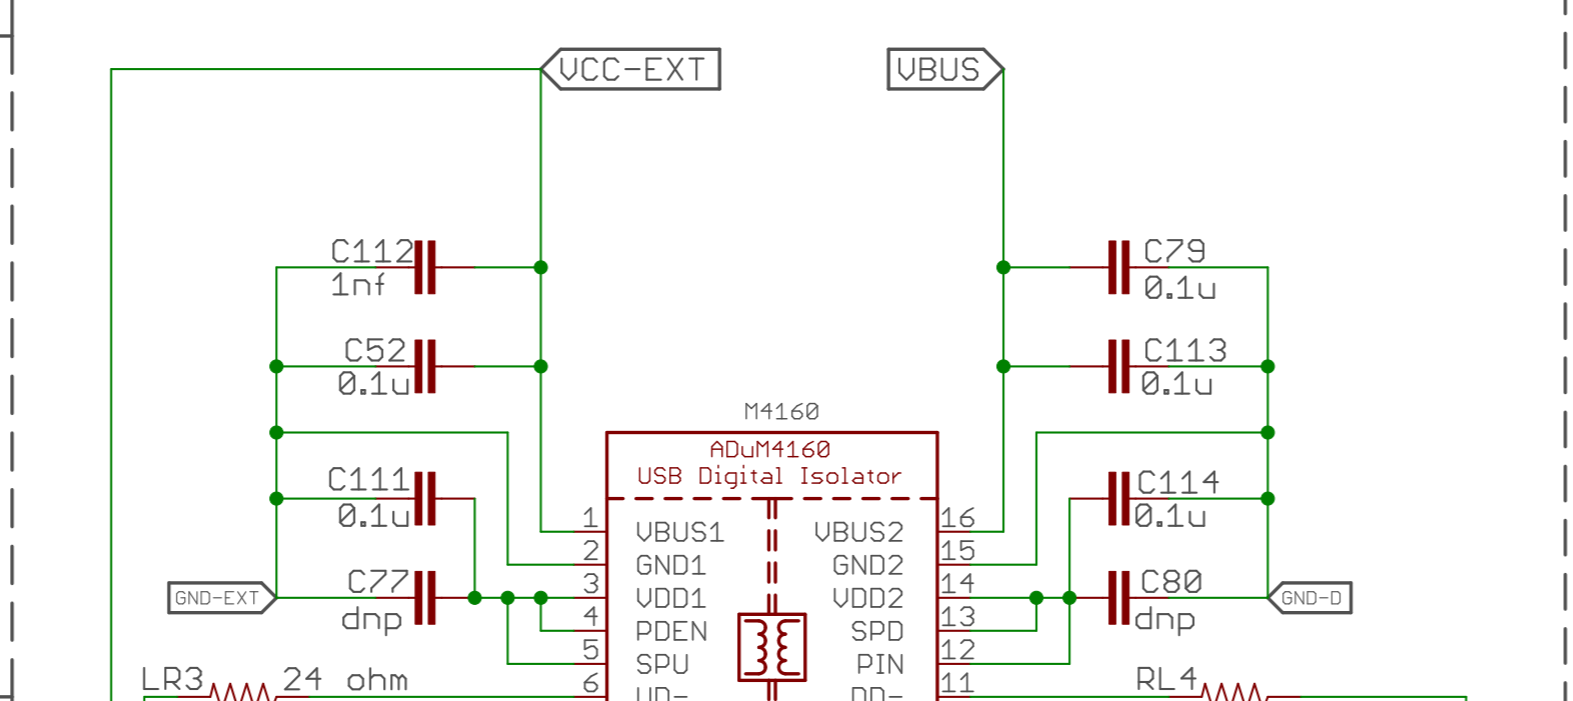 VCC-EXT
VBUS
C112
1nf
C79
0.1u
C52
0.1u
C113
0.1u
M4160
ADuM4160
USB Digital Isolator
C111
0.1u
C114
0.1u
1 VBUS1 VBUS2 16
2 GND1 GND2 15
GND-EXT
C77
dnp
3 VDD1 VDD2 14
C80
dnp
GND-D
4 PDEN SPD 13
5 SPU PIN 12
LR3 24 ohm
6 UD- DD- 11
RL4